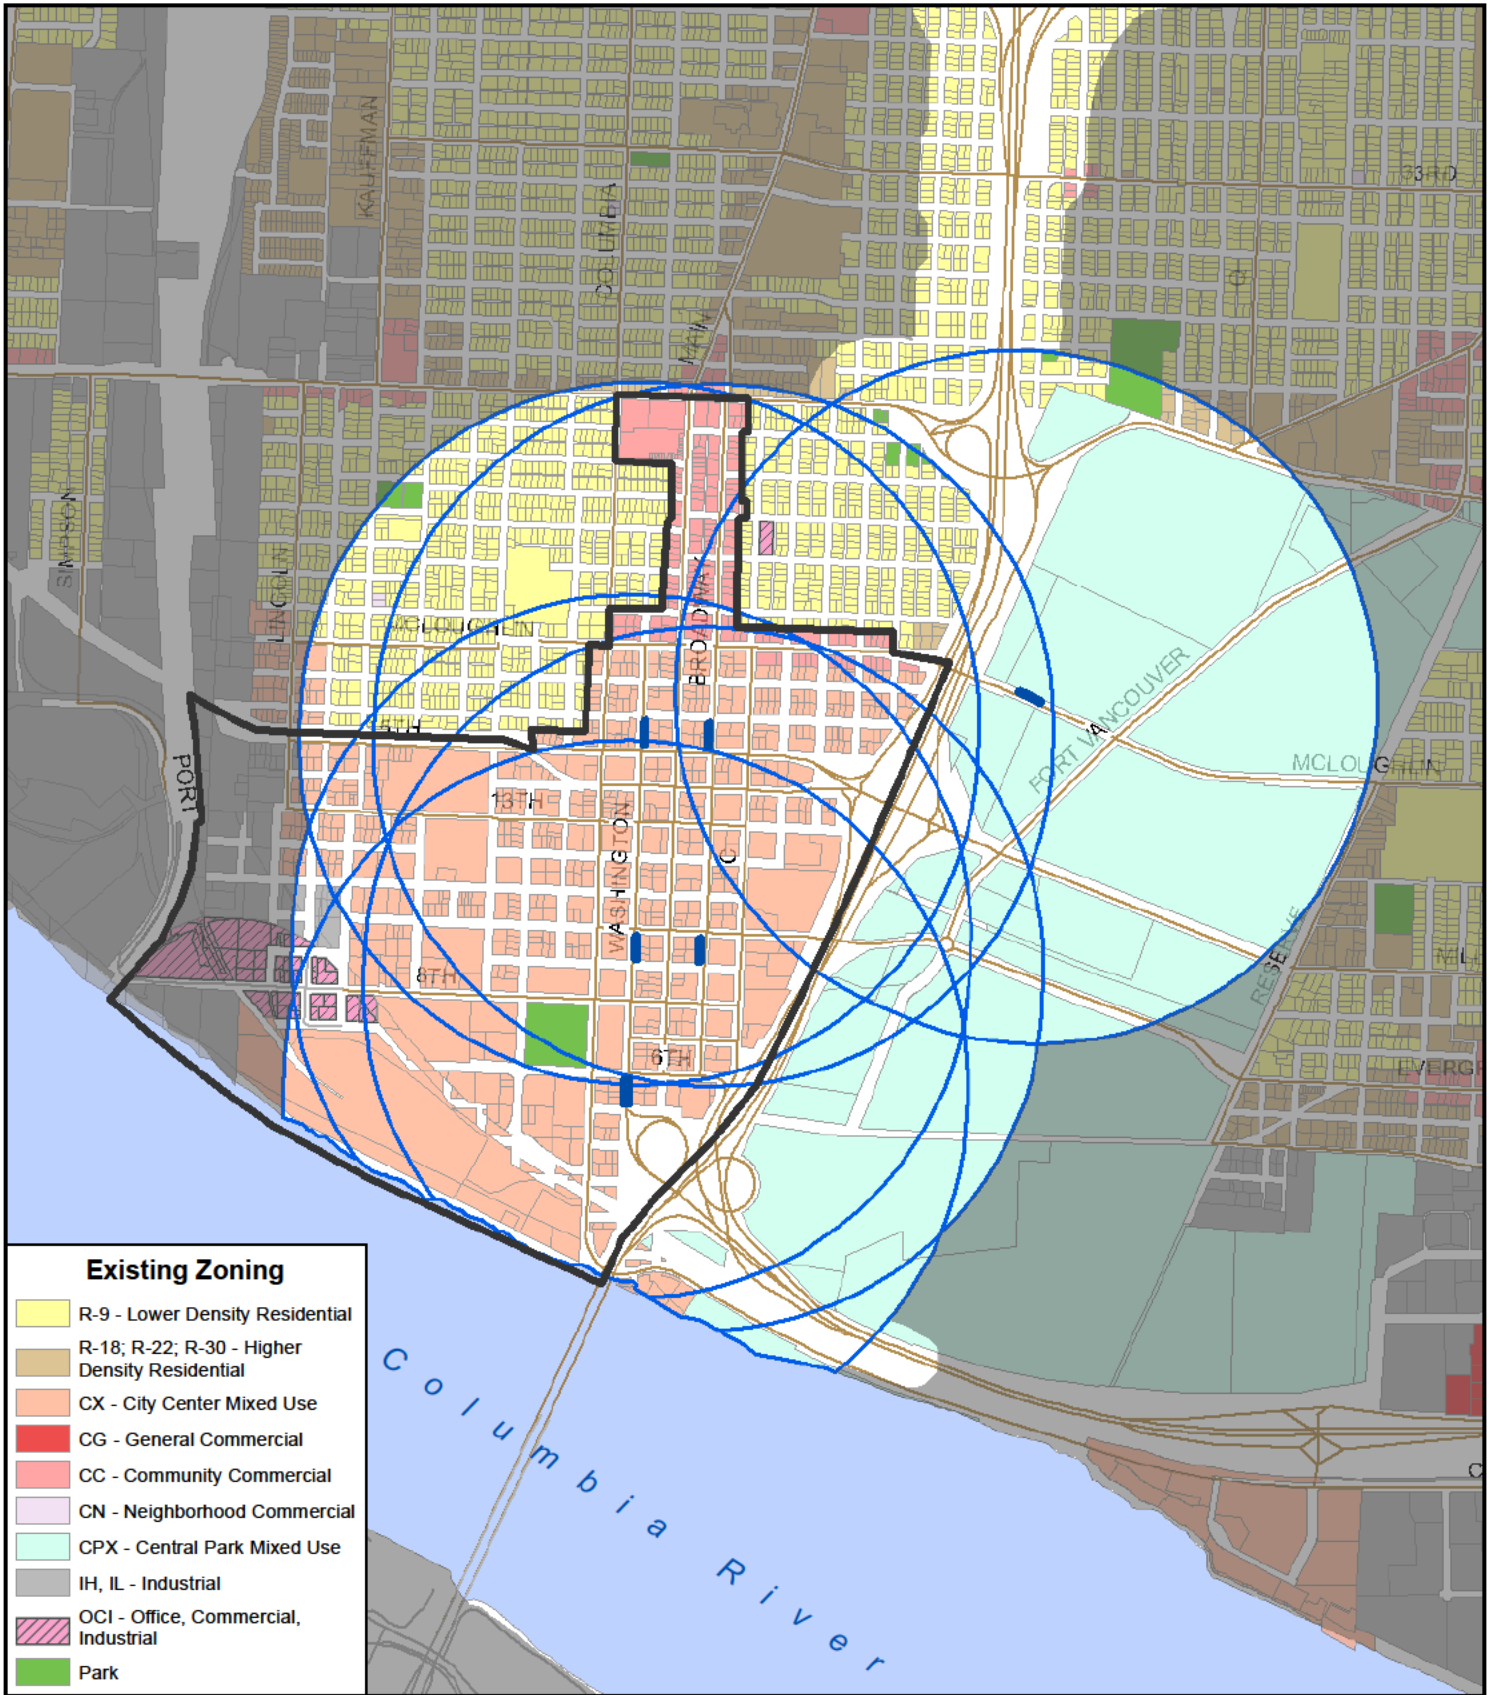 33RD
KAUFFMAN
COLUMBIA
MAIN
LINCOLN
MCLOUGHLIN
BROADWAY
FORT VANCOUVER
MCLOUGHLIN
PORT
13TH
WASHINGTON
C
8TH
RESERVE
6TH
Existing Zoning
R-9 - Lower Density Residential
R-18; R-22; R-30 - Higher
Density Residential
CX - City Center Mixed Use
CG - General Commercial
CC - Community Commercial
CN - Neighborhood Commercial
CPX - Central Park Mixed Use
IH, IL - Industrial
OCI - Office, Commercial,
Industrial
Park
Columbia River